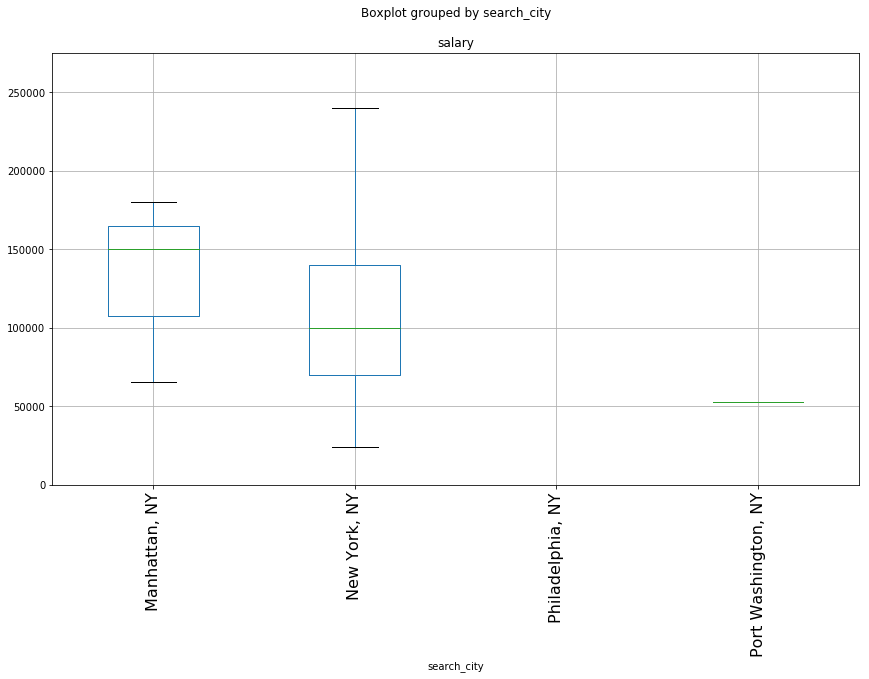 Boxplot grouped by search_city
salary
250000
200000
150000
100000
50000
0
Manhattan, NY
New York, NY
Philadelphia, NY
Port Washington, NY
search_city